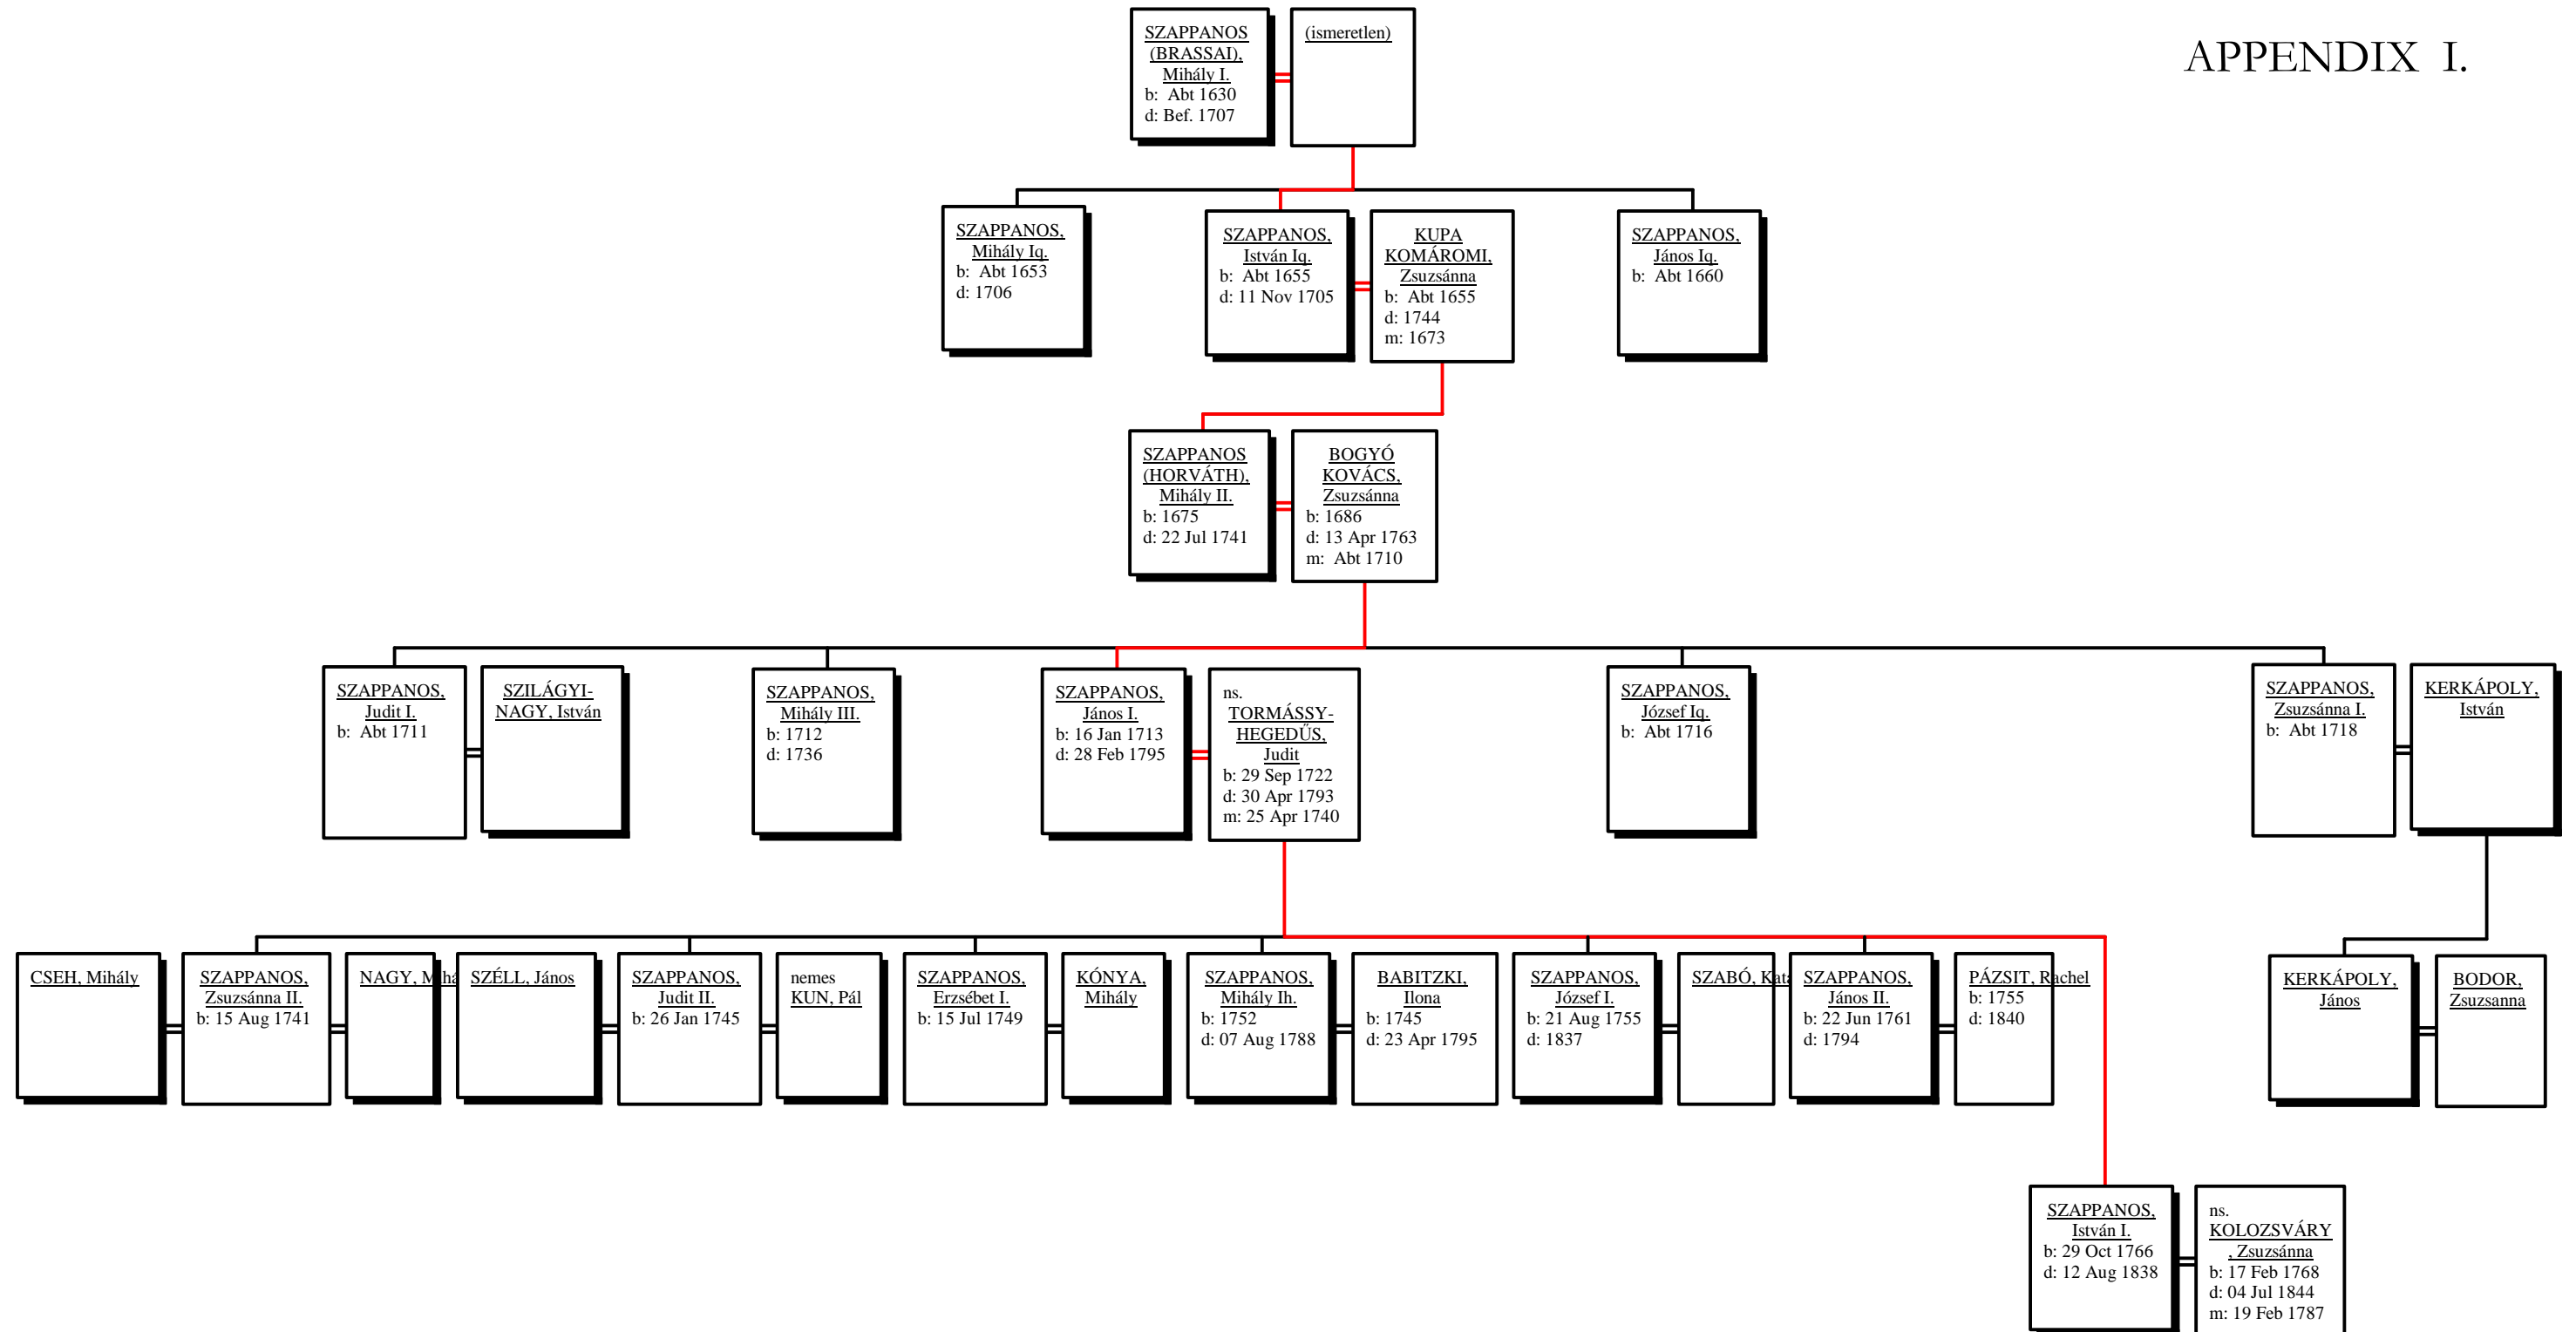 APPENDIX I.
SZAPPANOS
(BRASSAI),
Mihály I.
b: Abt 1630
d: Bef. 1707
(ismeretlen)
SZAPPANOS,
Mihály Iq.
b: Abt 1653
d: 1706
SZAPPANOS,
István Iq.
b: Abt 1655
d: 11 Nov 1705
KUPA
KOMÁROMI,
Zsuzsánna
b: Abt 1655
d: 1744
m: 1673
SZAPPANOS,
János Iq.
b: Abt 1660
SZAPPANOS
(HORVÁTH),
Mihály II.
b: 1675
d: 22 Jul 1741
BOGYÓ
KOVÁCS,
Zsuzsánna
b: 1686
d: 13 Apr 1763
m: Abt 1710
SZAPPANOS,
Judit I.
b: Abt 1711
SZILÁGYI-
NAGY, István
SZAPPANOS,
Mihály III.
b: 1712
d: 1736
SZAPPANOS,
János I.
b: 16 Jan 1713
d: 28 Feb 1795
ns.
TORMÁSSY-
HEGEDŰS,
Judit
b: 29 Sep 1722
d: 30 Apr 1793
m: 25 Apr 1740
SZAPPANOS,
József Iq.
b: Abt 1716
SZAPPANOS,
Zsuzsánna I.
b: Abt 1718
KERKÁPOLY,
István
CSEH, Mihály
SZAPPANOS,
Zsuzsánna II.
b: 15 Aug 1741
NAGY,
SZÉLL, János
SZAPPANOS,
Judit II.
b: 26 Jan 1745
nemes
KUN, Pál
SZAPPANOS,
Erzsébet I.
b: 15 Jul 1749
KÓNYA,
Mihály
SZAPPANOS,
Mihály Ih.
b: 1752
d: 07 Aug 1788
BABITZKI,
Ilona
b: 1745
d: 23 Apr 1795
SZAPPANOS,
József I.
b: 21 Aug 1755
d: 1837
SZABÓ,
SZAPPANOS,
János II.
b: 22 Jun 1761
d: 1794
PÁZSIT, Rachel
b: 1755
d: 1840
KERKÁPOLY,
János
BODOR,
Zsuzsanna
SZAPPANOS,
István I.
b: 29 Oct 1766
d: 12 Aug 1838
ns.
KOLOZSVÁRY
, Zsuzsánna
b: 17 Feb 1768
d: 04 Jul 1844
m: 19 Feb 1787